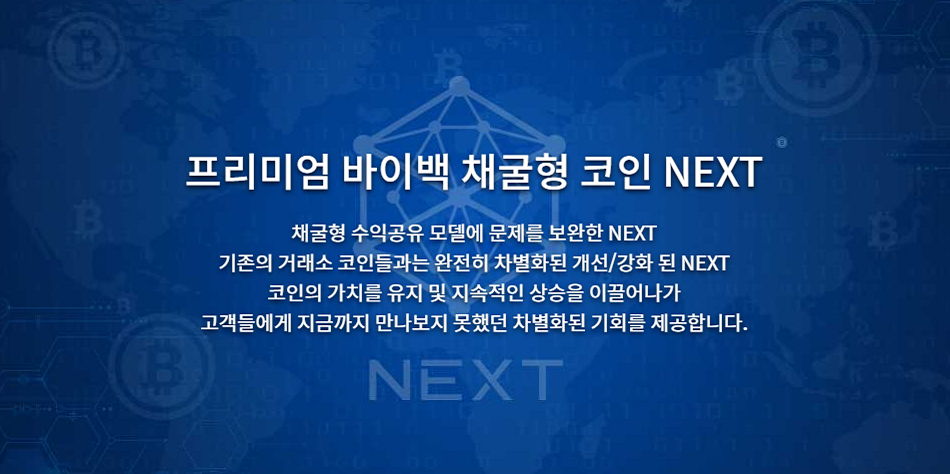 프리미엄 바이백 채굴형 코인 NEXT
채굴형 수익공유 모델에 문제를 보완한 NEXT
기존의 거래소 코인들과는 완전히 차별화된 개선/강화 된 NEXT
코인의 가치를 유지 및 지속적인 상승을 이끌어나가
고객들에게 지금까지 만나보지 못했던 차별화된 기회를 제공합니다.
NEXT